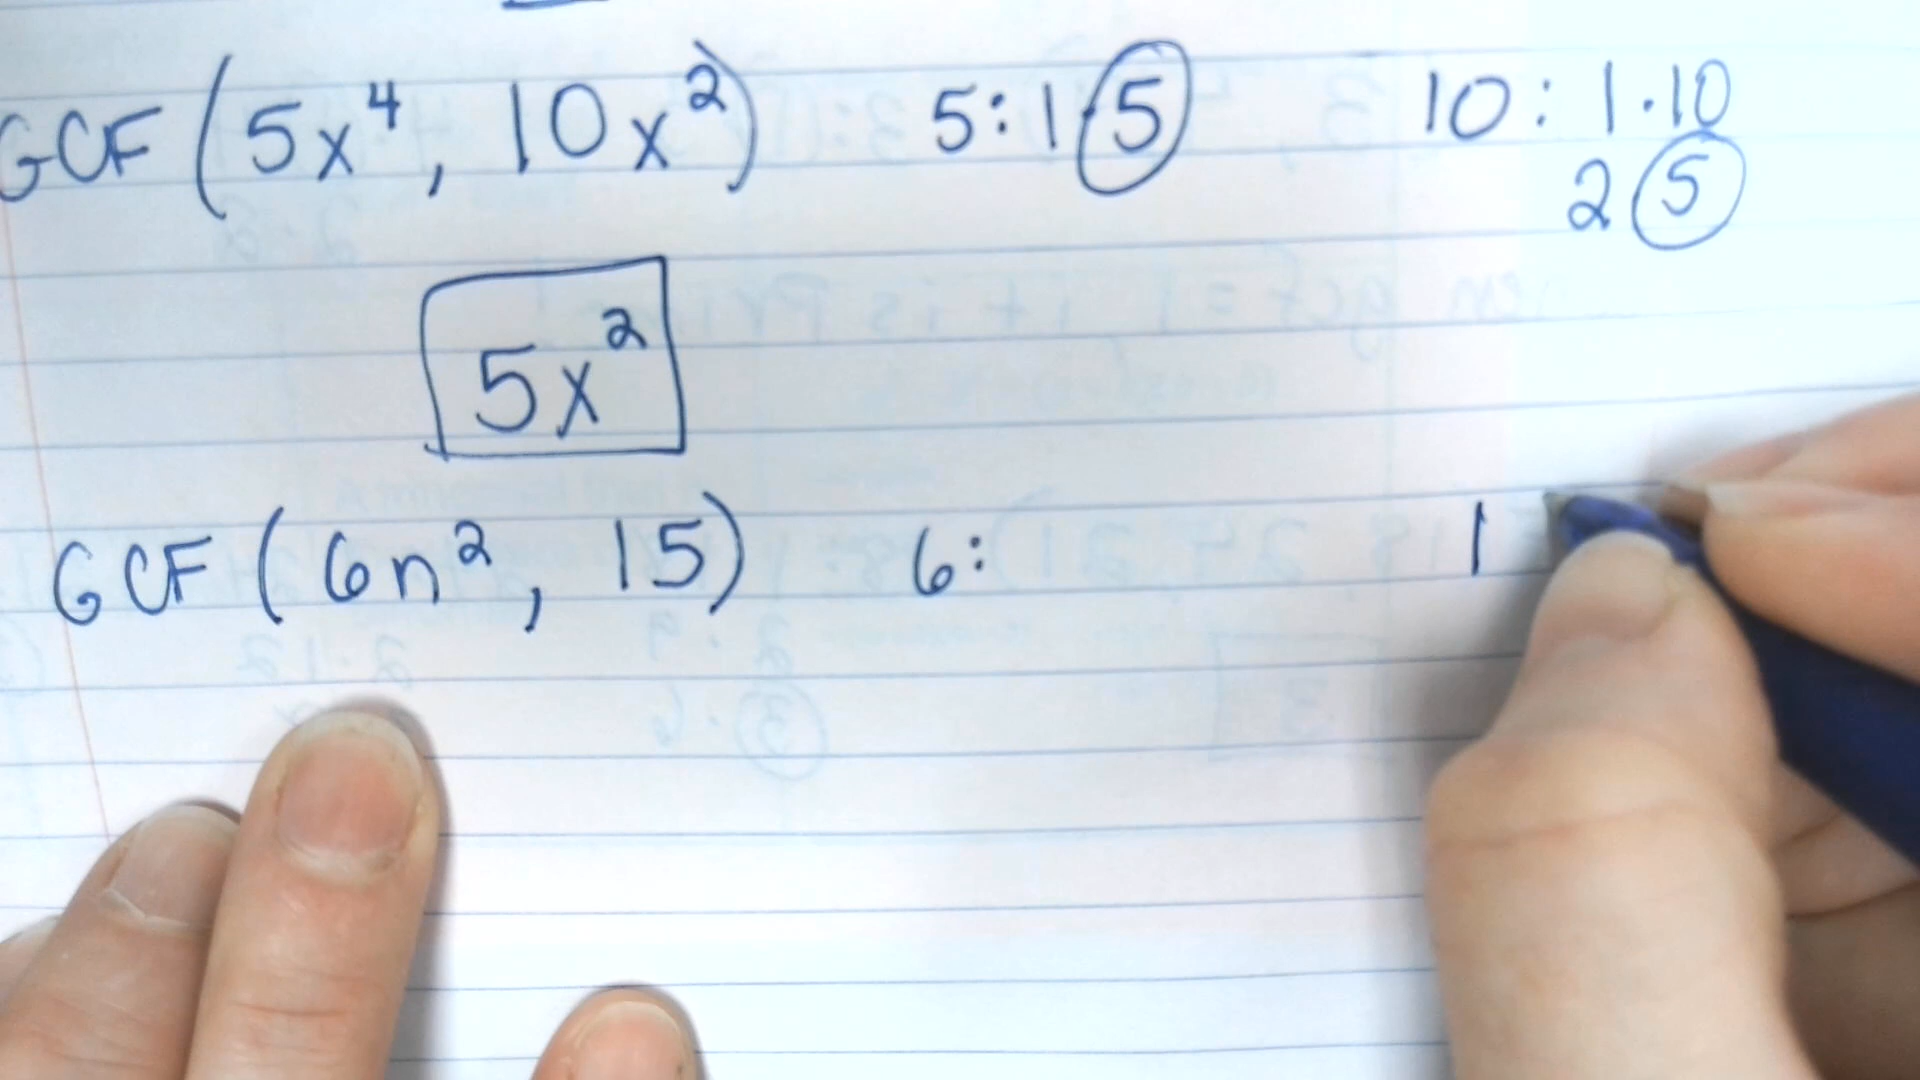 GCF (5x⁴, 10x²) 5: 1·5 10: 1·10
2 5
5x²
GCF (6n², 15) 6: 1